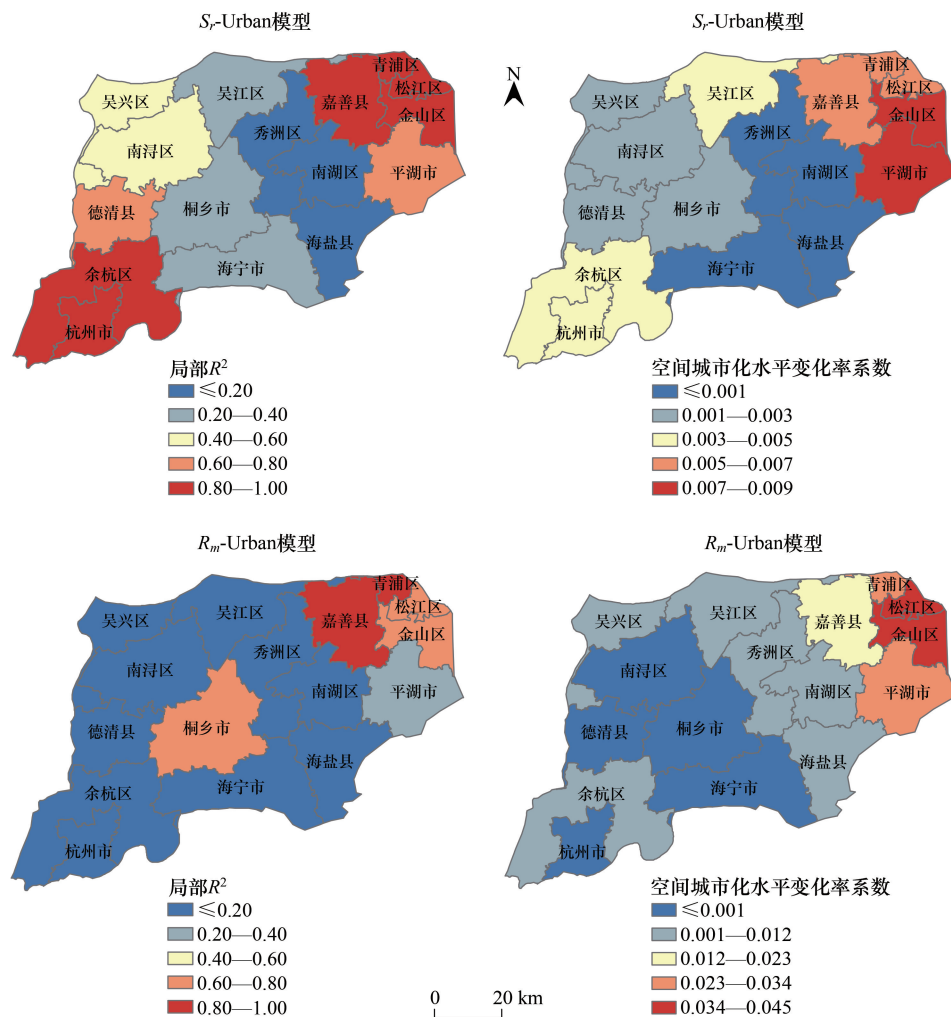 Sr-Urban模型
吴兴区
吴江区
嘉善县
青浦区
松江区
金山区
南浔区
秀洲区
南湖区
平湖市
德清县
桐乡市
海盐县
海宁市
余杭区
杭州市
局部R²
≤0.20
0.20—0.40
0.40—0.60
0.60—0.80
0.80—1.00
Sr-Urban模型
N
吴兴区
吴江区
嘉善县
青浦区
松江区
金山区
南浔区
秀洲区
南湖区
平湖市
德清县
桐乡市
海盐县
海宁市
余杭区
杭州市
空间城市化水平变化率系数
≤0.001
0.001—0.003
0.003—0.005
0.005—0.007
0.007—0.009
Rm-Urban模型
吴兴区
吴江区
嘉善县
青浦区
松江区
金山区
南浔区
秀洲区
南湖区
平湖市
德清县
桐乡市
海盐县
海宁市
余杭区
杭州市
局部R²
≤0.20
0.20—0.40
0.40—0.60
0.60—0.80
0.80—1.00
Rm-Urban模型
吴兴区
吴江区
嘉善县
青浦区
松江区
金山区
南浔区
秀洲区
南湖区
平湖市
德清县
桐乡市
海盐县
海宁市
余杭区
杭州市
空间城市化水平变化率系数
≤0.001
0.001—0.012
0.012—0.023
0.023—0.034
0.034—0.045
0 20 km